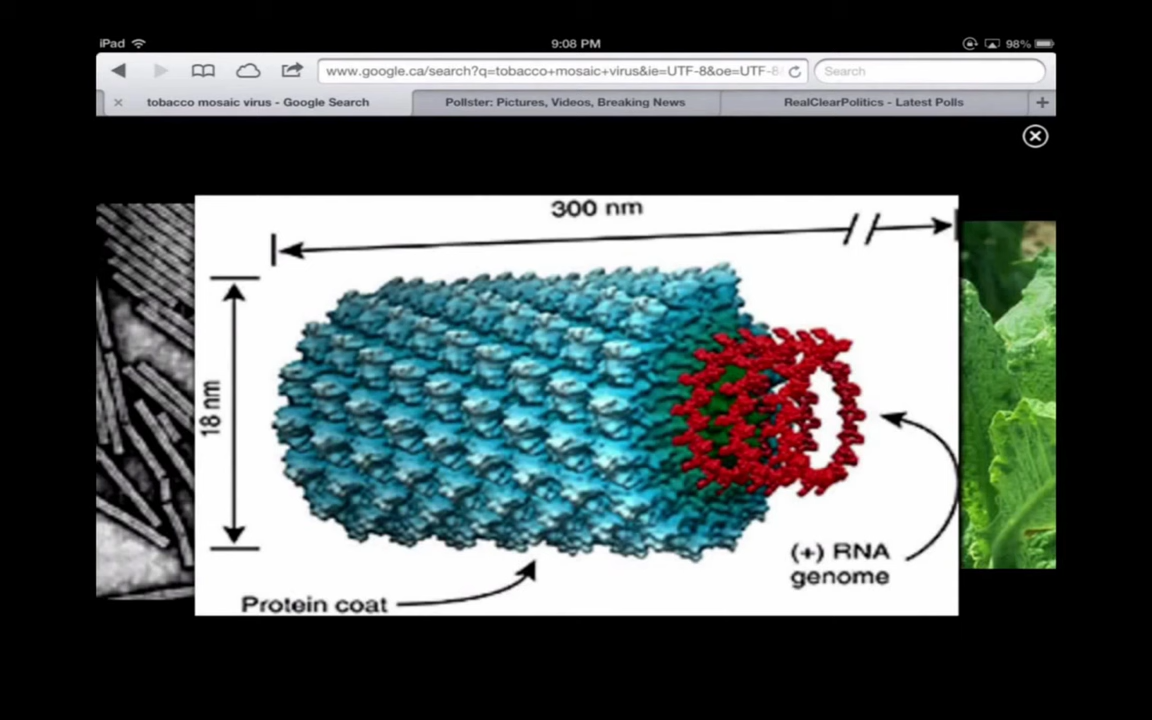 iPad
9:08 PM
98%
www.google.ca/search?q=tobacco+mosaic+virus&ie=UTF-8&oe=UTF-8
Search
tobacco mosaic virus - Google Search
Pollster: Pictures, Videos, Breaking News
RealClearPolitics - Latest Polls
300 nm
18 nm
(+) RNA
genome
Protein coat